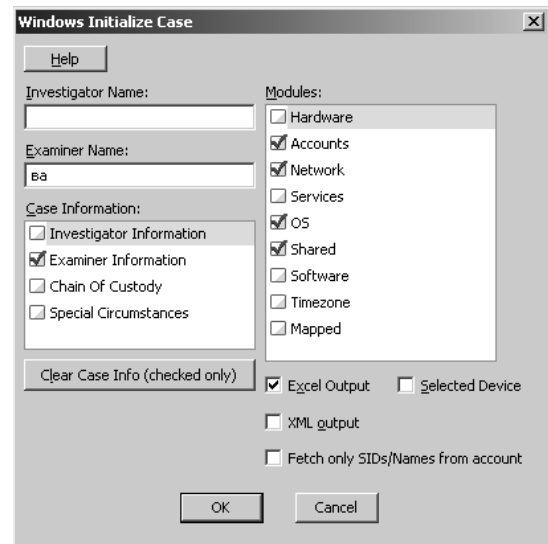 Windows Initialize Case
Help
Investigator Name:
Examiner Name:
ва
Case Information:
Investigator Information
Examiner Information
Chain Of Custody
Special Circumstances
Clear Case Info (checked only)
Modules:
Hardware
Accounts
Network
Services
OS
Shared
Software
Timezone
Mapped
Excel Output
Selected Device
XML output
Fetch only SIDs/Names from account
OK
Cancel